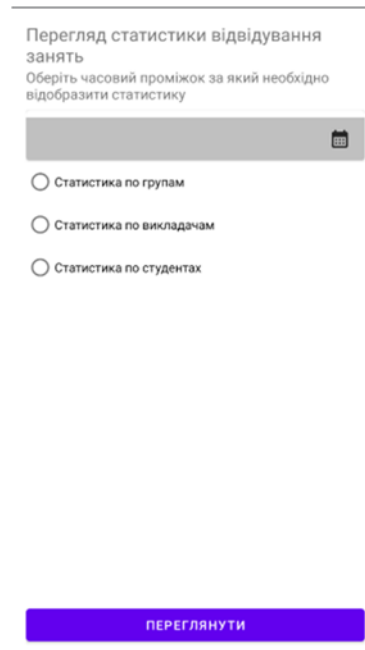 Перегляд статистики відвідування
занять
Оберіть часовий проміжок за який необхідно
відобразити статистику
Статистика по групам
Статистика по викладачам
Статистика по студентах
ПЕРЕГЛЯНУТИ